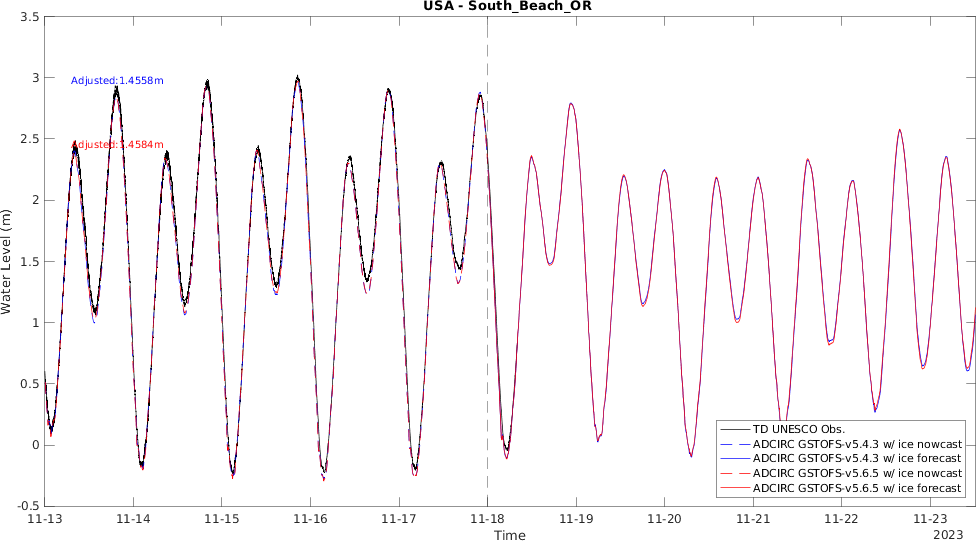 USA - South_Beach_OR
3.5
3
2.5
2
1.5
1
0.5
0
-0.5
Water Level (m)
Adjusted:1.4558m
Adjusted:1.4584m
TD UNESCO Obs.
ADCIRC GSTOFS-v5.4.3 w/ ice nowcast
ADCIRC GSTOFS-v5.4.3 w/ ice forecast
ADCIRC GSTOFS-v5.6.5 w/ ice nowcast
ADCIRC GSTOFS-v5.6.5 w/ ice forecast
11-13 11-14 11-15 11-16 11-17 11-18 11-19 11-20 11-21 11-22 11-23
Time
2023